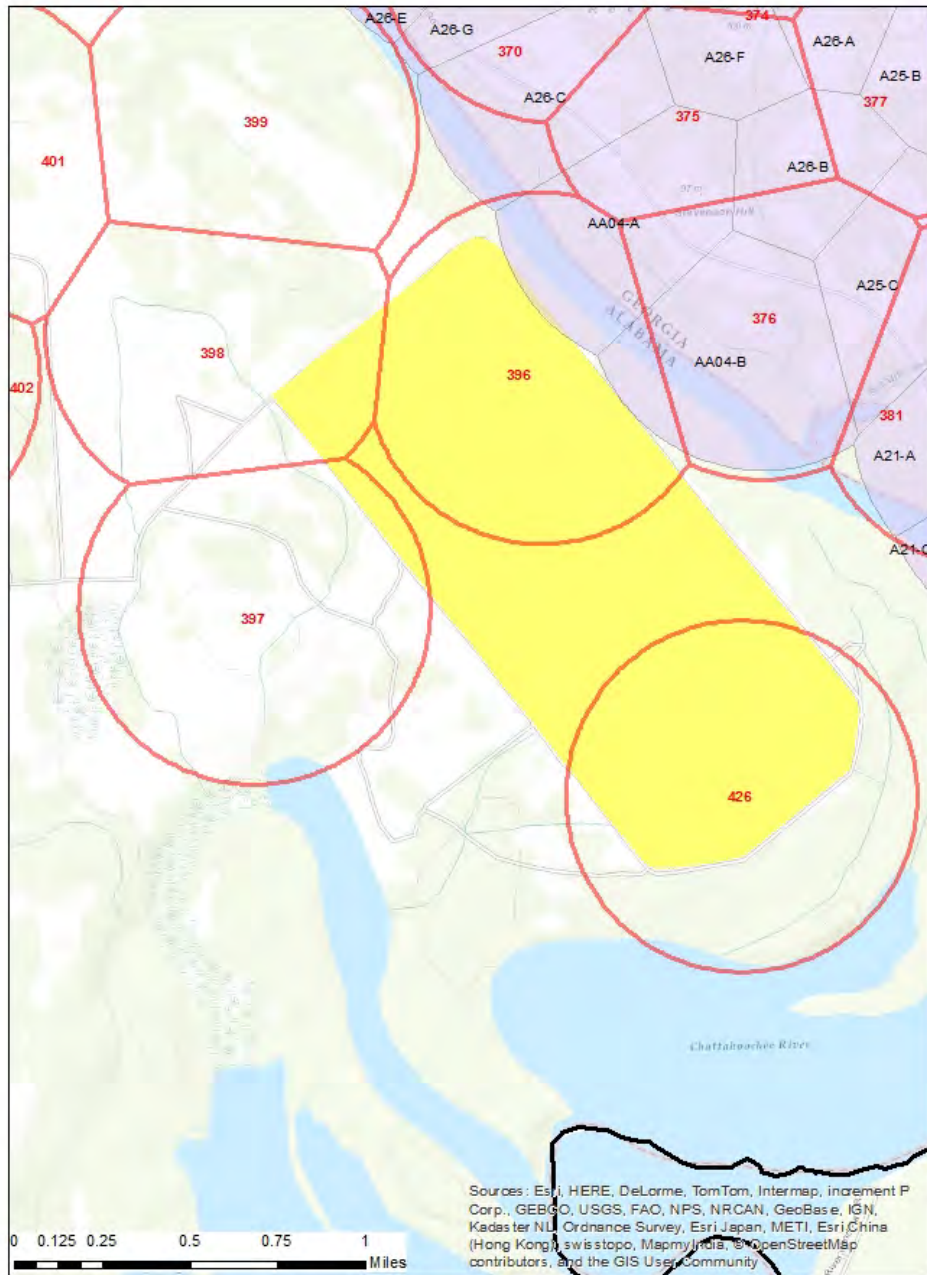 A26-E
A26-G
370
374
A26-F
A26-A
A25-B
377
399
A26-C
375
401
A26-B
97 m
AA04-A
A25-C
GEORGIA
ALABAMA
376
398
AA04-B
402
396
381
A21-A
397
426
Chattahoochee River
Sources: Esri, HERE, DeLorme, TomTom, Intermap, increment P
Corp., GEBCO, USGS, FAO, NPS, NRCAN, GeoBase, IGN,
Kadaster NL, Ordnance Survey, Esri Japan, METI, Esri China
(Hong Kong), swisstopo, MapmyIndia, © OpenStreetMap
contributors, and the GIS User Community
0 0.125 0.25 0.5 0.75 1
Miles